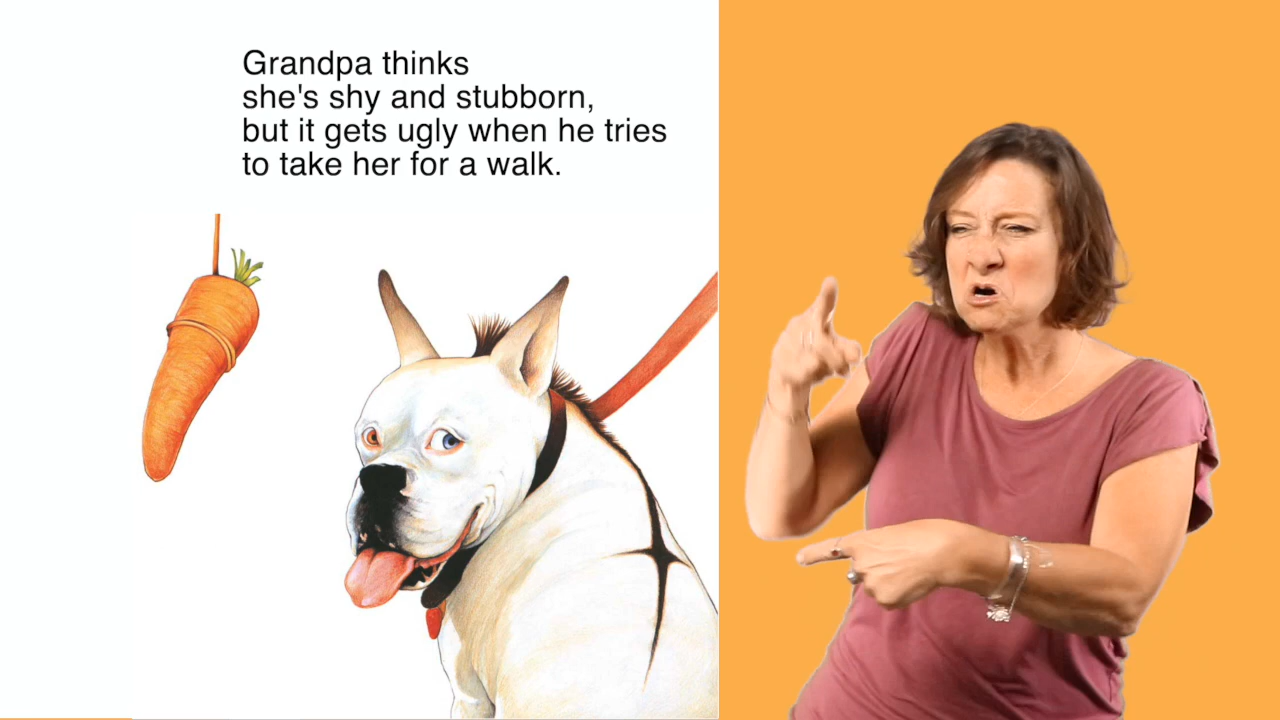 Grandpa thinks
she's shy and stubborn,
but it gets ugly when he tries
to take her for a walk.